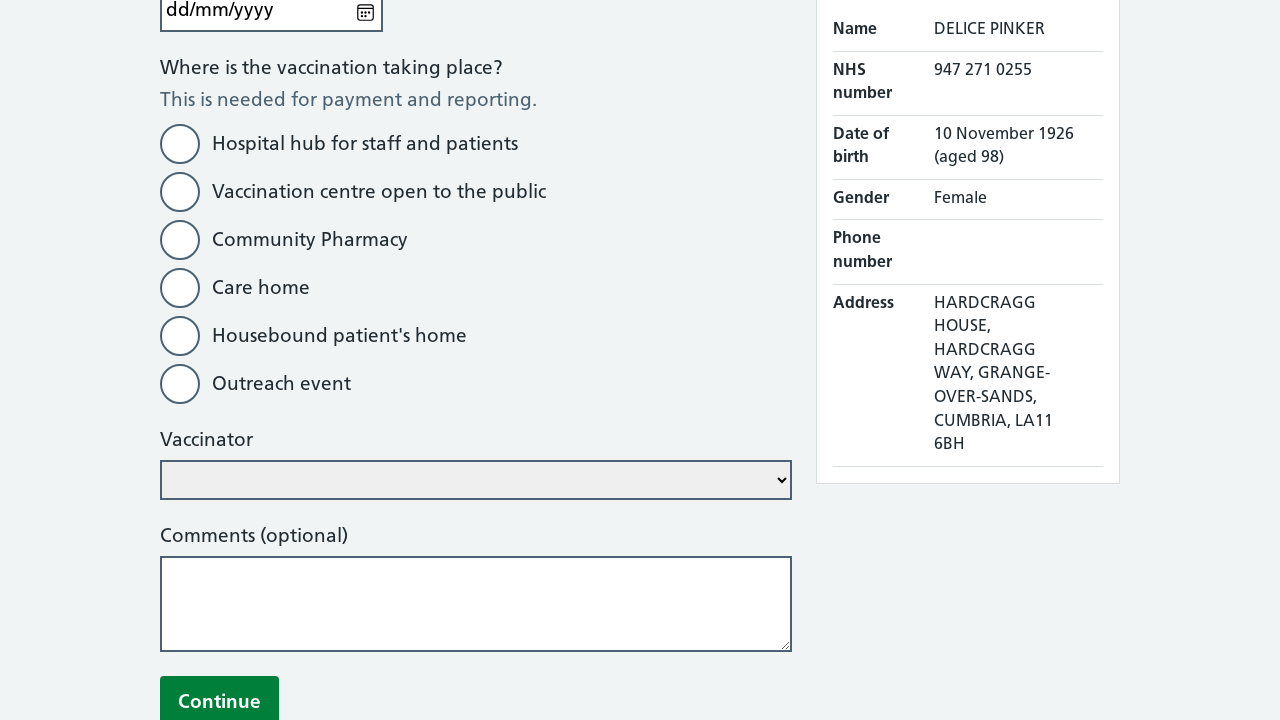 dd/mm/yyyy
Where is the vaccination taking place?
This is needed for payment and reporting.
Hospital hub for staff and patients
Vaccination centre open to the public
Community Pharmacy
Care home
Housebound patient's home
Outreach event
Vaccinator
Comments (optional)
Continue
Name DELICE PINKER
NHS number 947 271 0255
Date of birth 10 November 1926 (aged 98)
Gender Female
Phone number
Address HARDCRAGG
HOUSE,
HARDCRAGG
WAY, GRANGE-
OVER-SANDS,
CUMBRIA, LA11
6BH